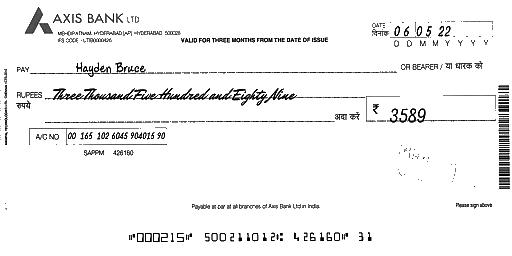 AXIS BANK LTD
MEHDIPATNAM, HYDERABAD [AP] HYDERABAD 500028
IFS CODE - UTIB0000426
VALID FOR THREE MONTHS FROM THE DATE OF ISSUE
DATE
दिनांक 06 05 22
D D M M Y Y Y Y
PAY Hayden Bruce OR BEARER / या धारक को
RUPEES Three Thousand Five Hundred and Eighty Nine
रुपये अदा करें ₹ 3589
A/C NO 00 165 102 6045 904015 90
SAPPM 426160
Payable at par at all branches of Axis Bank Ltd in India.
Please sign above
"000215" 500211012: 426160" 31